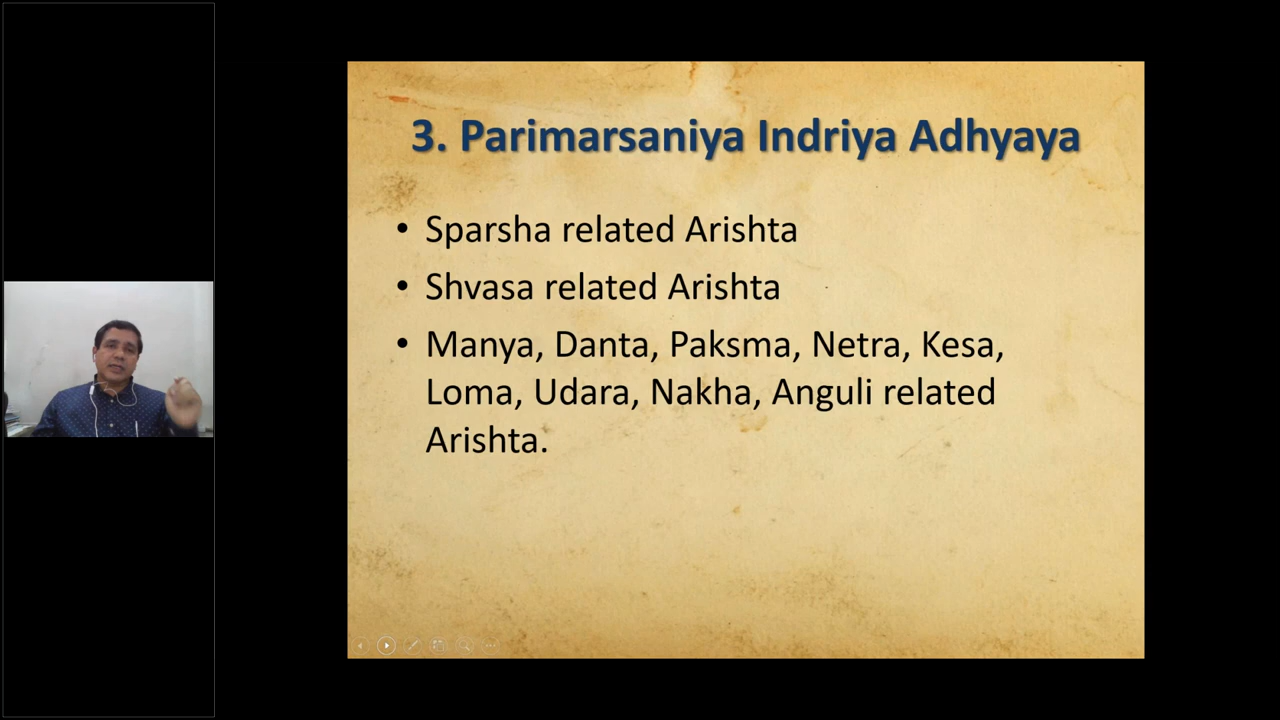 3. Parimarsaniya Indriya Adhyaya
• Sparsha related Arishta
• Shvasa related Arishta
• Manya, Danta, Paksma, Netra, Kesa,
Loma, Udara, Nakha, Anguli related
Arishta.